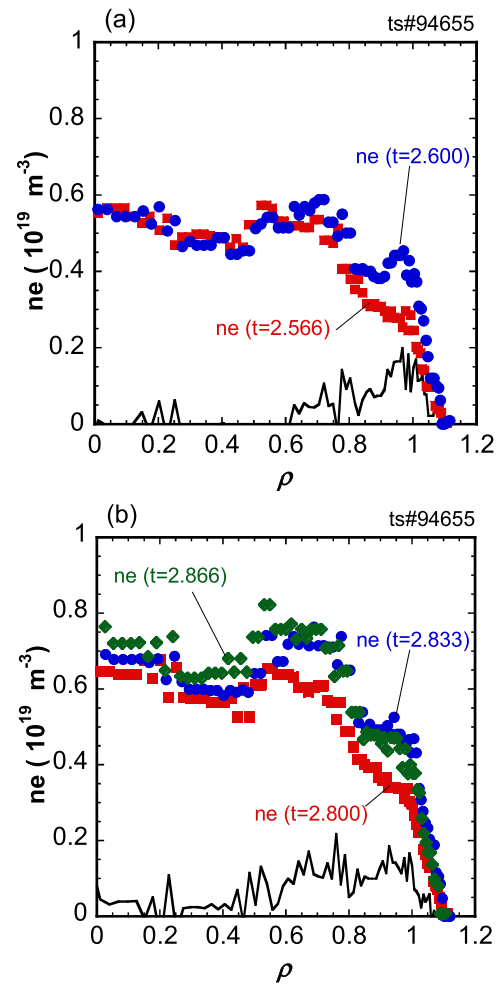 (a) ts#94655
1
0.8
0.6
0.4
0.2
0
ne ( 10¹⁹ m⁻³)
ne (t=2.600)
ne (t=2.566)
0 0.2 0.4 0.6 0.8 1 1.2
ρ
(b) ts#94655
1
0.8
0.6
0.4
0.2
0
ne ( 10¹⁹ m⁻³)
ne (t=2.866)
ne (t=2.833)
ne (t=2.800)
0 0.2 0.4 0.6 0.8 1 1.2
ρ